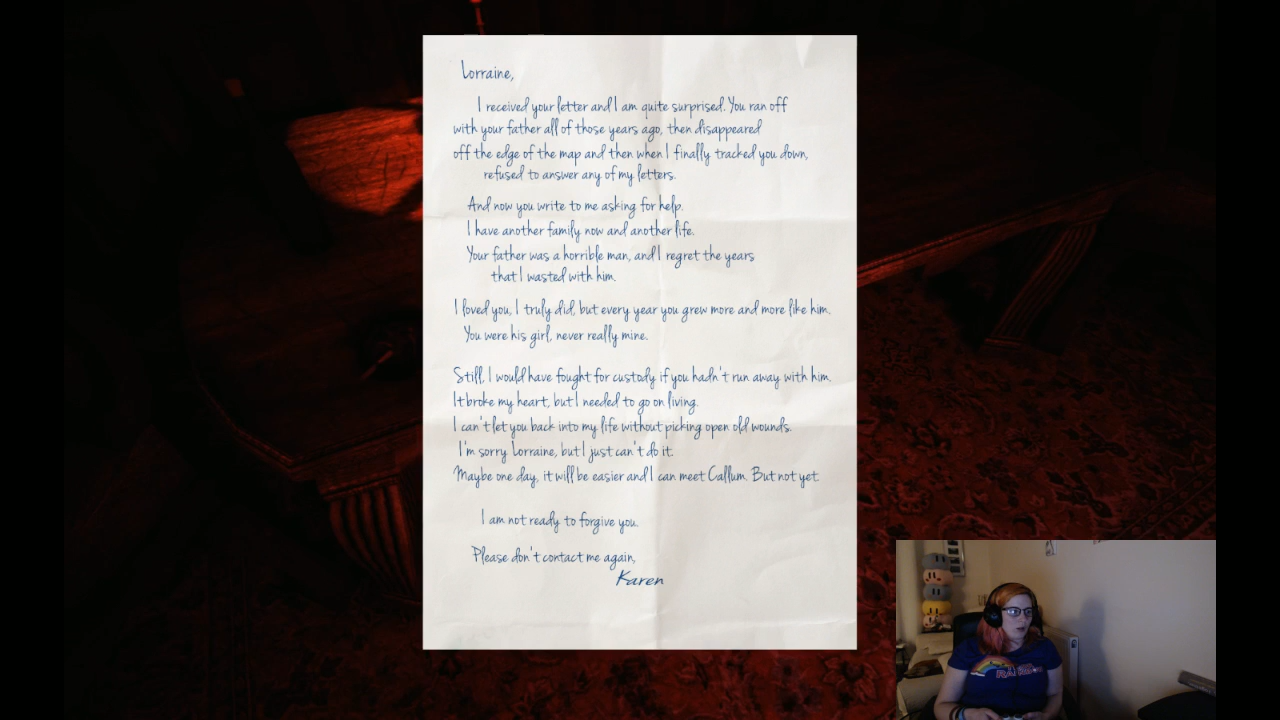 Lorraine,
I received your letter and I am quite surprised. You ran off
with your father all of those years ago, then disappeared
off the edge of the map and then when I finally tracked you down,
refused to answer any of my letters.
And now you write to me asking for help.
I have another family now and another life.
Your father was a horrible man, and I regret the years
that I wasted with him.
I loved you, I truly did, but every year you grew more and more like him.
You were his girl, never really mine.
Still, I would have fought for custody if you hadn't run away with him.
It broke my heart, but I needed to go on living.
I can't let you back into my life without picking open old wounds.
I'm sorry Lorraine, but I just can't do it.
Maybe one day, it will be easier and I can meet Callum. But not yet.
I am not ready to forgive you.
Please don't contact me again,
Karen